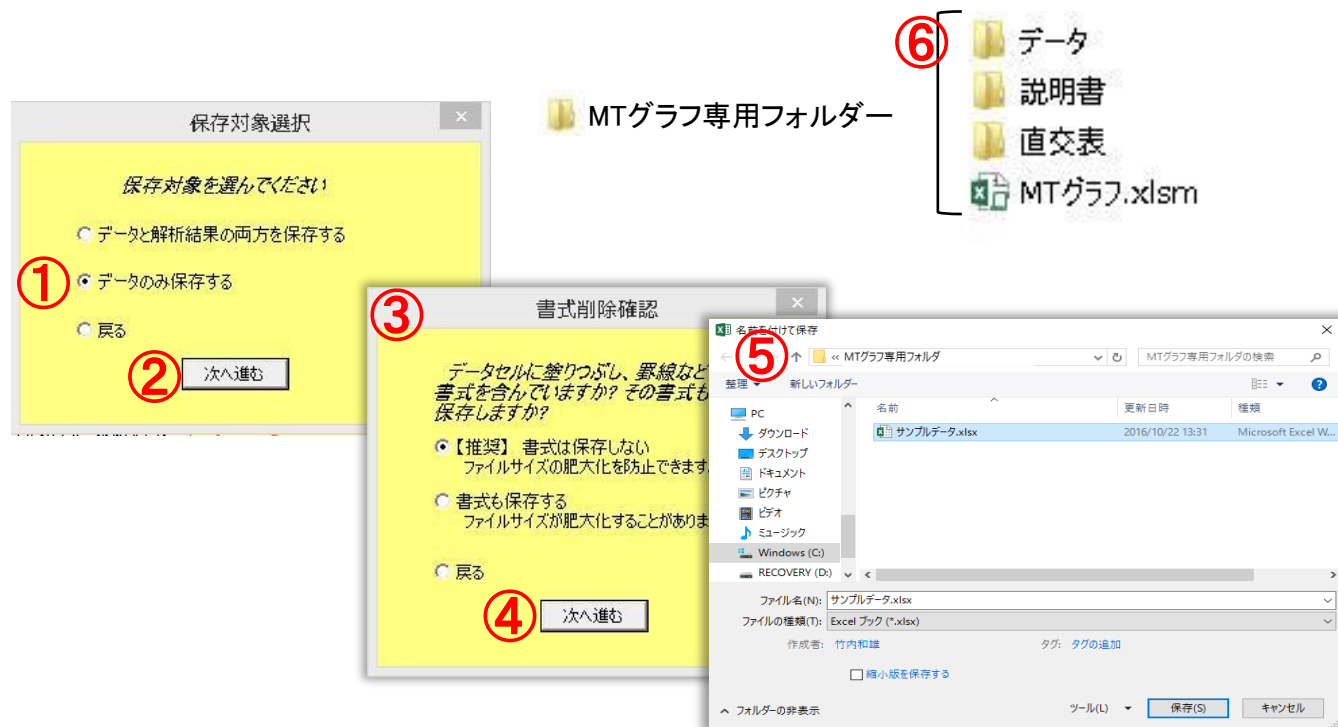 ⑥
データ
説明書
直交表
MTグラフ.xlsm
MTグラフ専用フォルダー
保存対象選択
保存対象を選んでください
データと解析結果の両方を保存する
①
データのみ保存する
戻る
②
次へ進む
③
書式削除確認
データセルに塗りつぶし、罫線など
書式を含んでいますか？その書式も
保存しますか？
【推奨】 書式は保存しない
ファイルサイズの肥大化を防止できます
書式も保存する
ファイルサイズが肥大化することがありま
戻る
④
次へ進む
⑤
名前を付けて保存
« MTグラフ専用フォルダ
MTグラフ専用フォルダの検索
整理
新しいフォルダー
名前
更新日時
種類
PC
ダウンロード
デスクトップ
ドキュメント
ピクチャ
ビデオ
ミュージック
Windows (C:)
RECOVERY (D:)
サンプルデータ.xlsx
2016/10/22 13:31
Microsoft Excel W...
ファイル名(N):
サンプルデータ.xlsx
ファイルの種類(T):
Excel ブック (*.xlsx)
作成者:
竹内和雄
タグ:
タグの追加
縮小版を保存する
フォルダーの非表示
ツール(L)
保存(S)
キャンセル